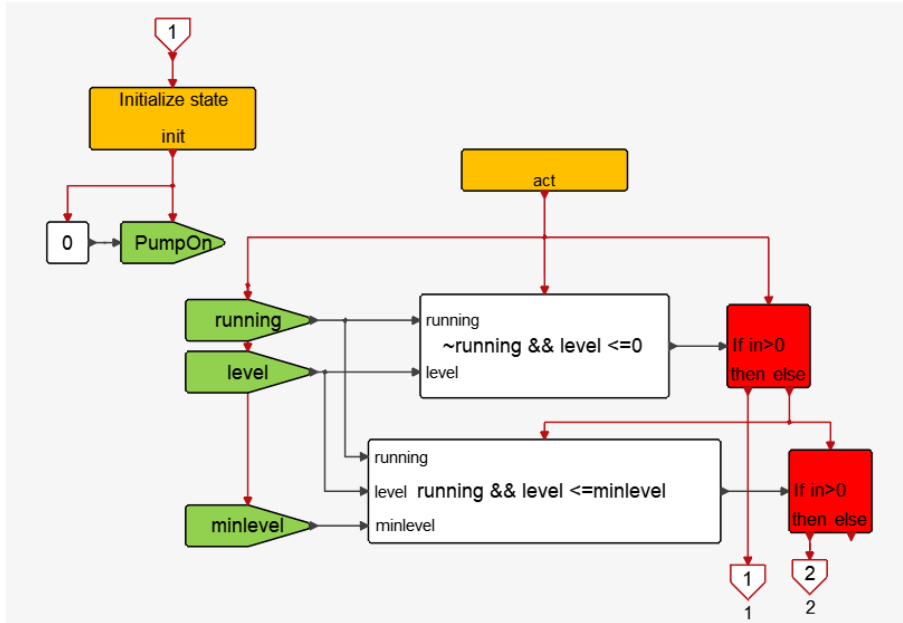 1
Initialize state
init
act
0
PumpOn
running
running
~running && level <=0
If in>0
level
level
then else
running
level
running && level <=minlevel
If in>0
minlevel
minlevel
then else
1
2
1
2